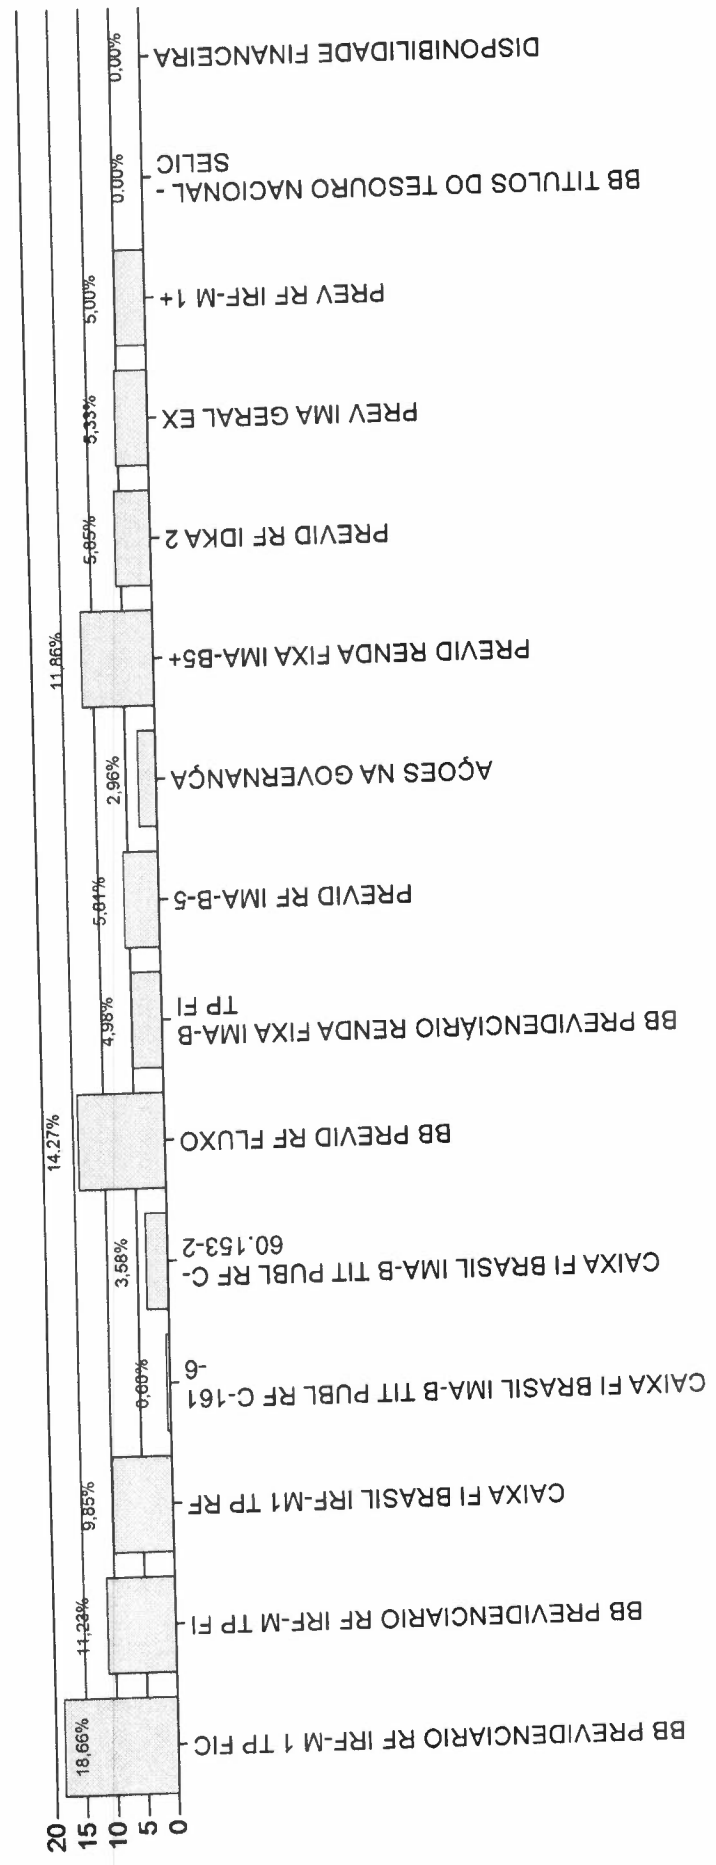 20
15
10
5
0
18,66%
11,23%
9,85%
3,58%
14.27%
4,98%
5,81%
2,96%
11,86%
5,85%
5,33%
5,00%
0,00%
0,00%
BB PREVIDENCIARIO RF IRF-M 1 TP FIC
BB PREVIDENCIARIO RF IRF-M TP FI
CAIXA FI BRASIL IRF-M1 TP RF
CAIXA FI BRASIL IMA-B TIT PUBL RF C-161
-6
CAIXA FI BRASIL IMA-B TIT PUBL RF C-
60.153-2
BB PREVID RF FLUXO
BB PREVIDENCIÁRIO RENDA FIXA IMA-B
TP FI
PREVID RF IMA-B-5
AÇOES NA GOVERNANÇA
PREVID RENDA FIXA IMA-B5+
PREVID RF IDKA 2
PREV IMA GERAL EX
PREV RF IRF-M 1+
BB TITULOS DO TESOURO NACIONAL -
SELIC
DISPONIBILIDADE FINANCEIRA